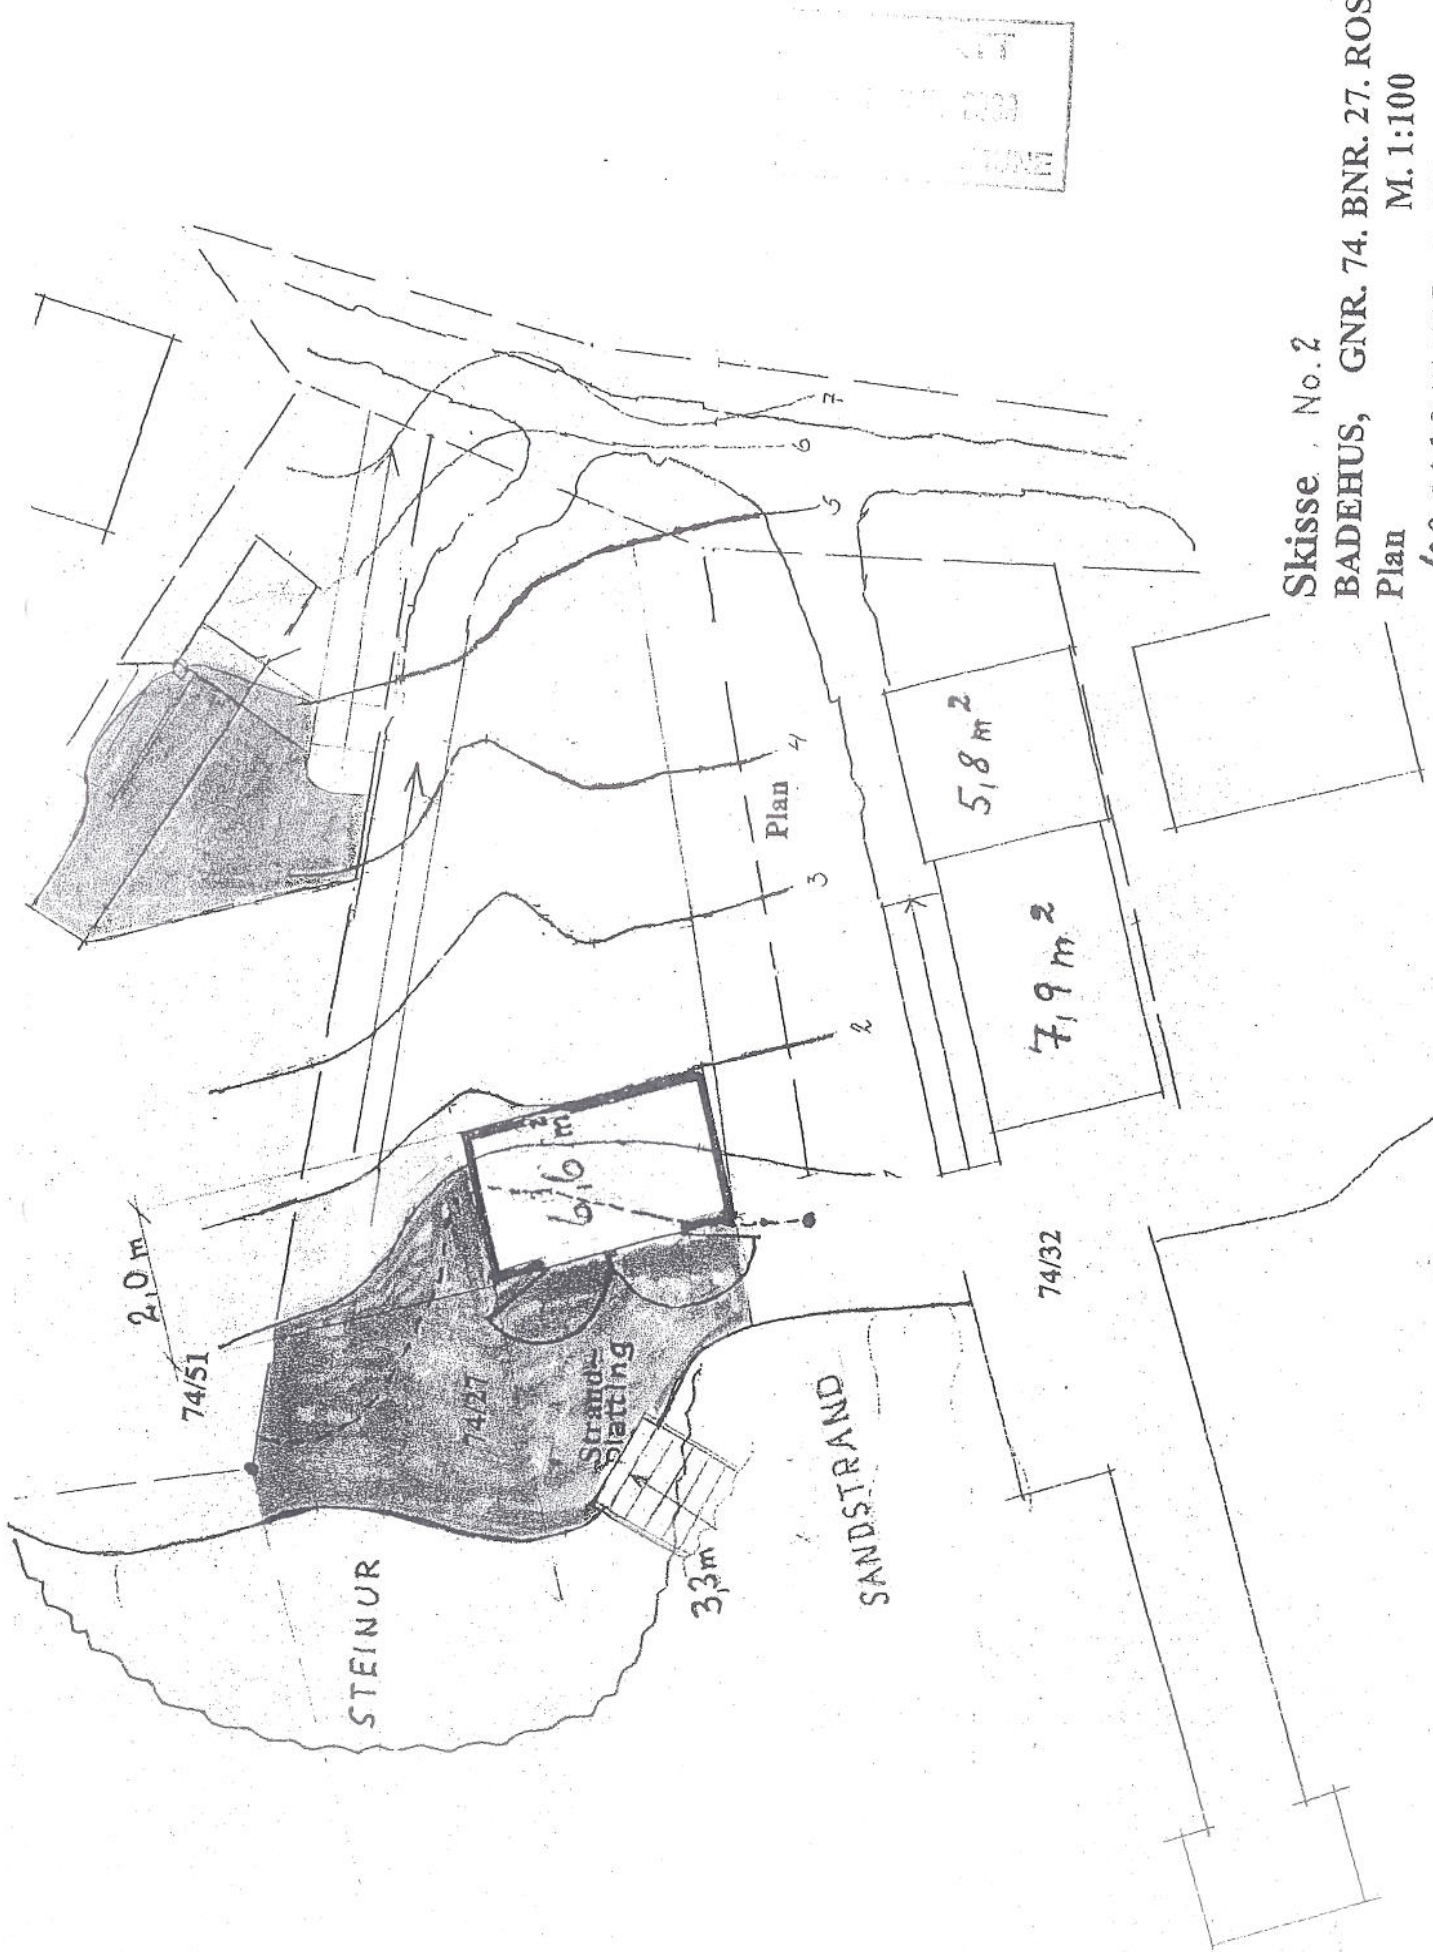 Skisse No. 2
BADEHUS, GNR. 74. BNR. 27. ROS
Plan M. 1:100
2,0 m
74/51
STEINUR
74/27
Strand-
platting
3,3m
SANDSTRAND
6,6 m²
74/32
7,9 m²
5,8 m²
Plan
1
2
3
4
5
6
7